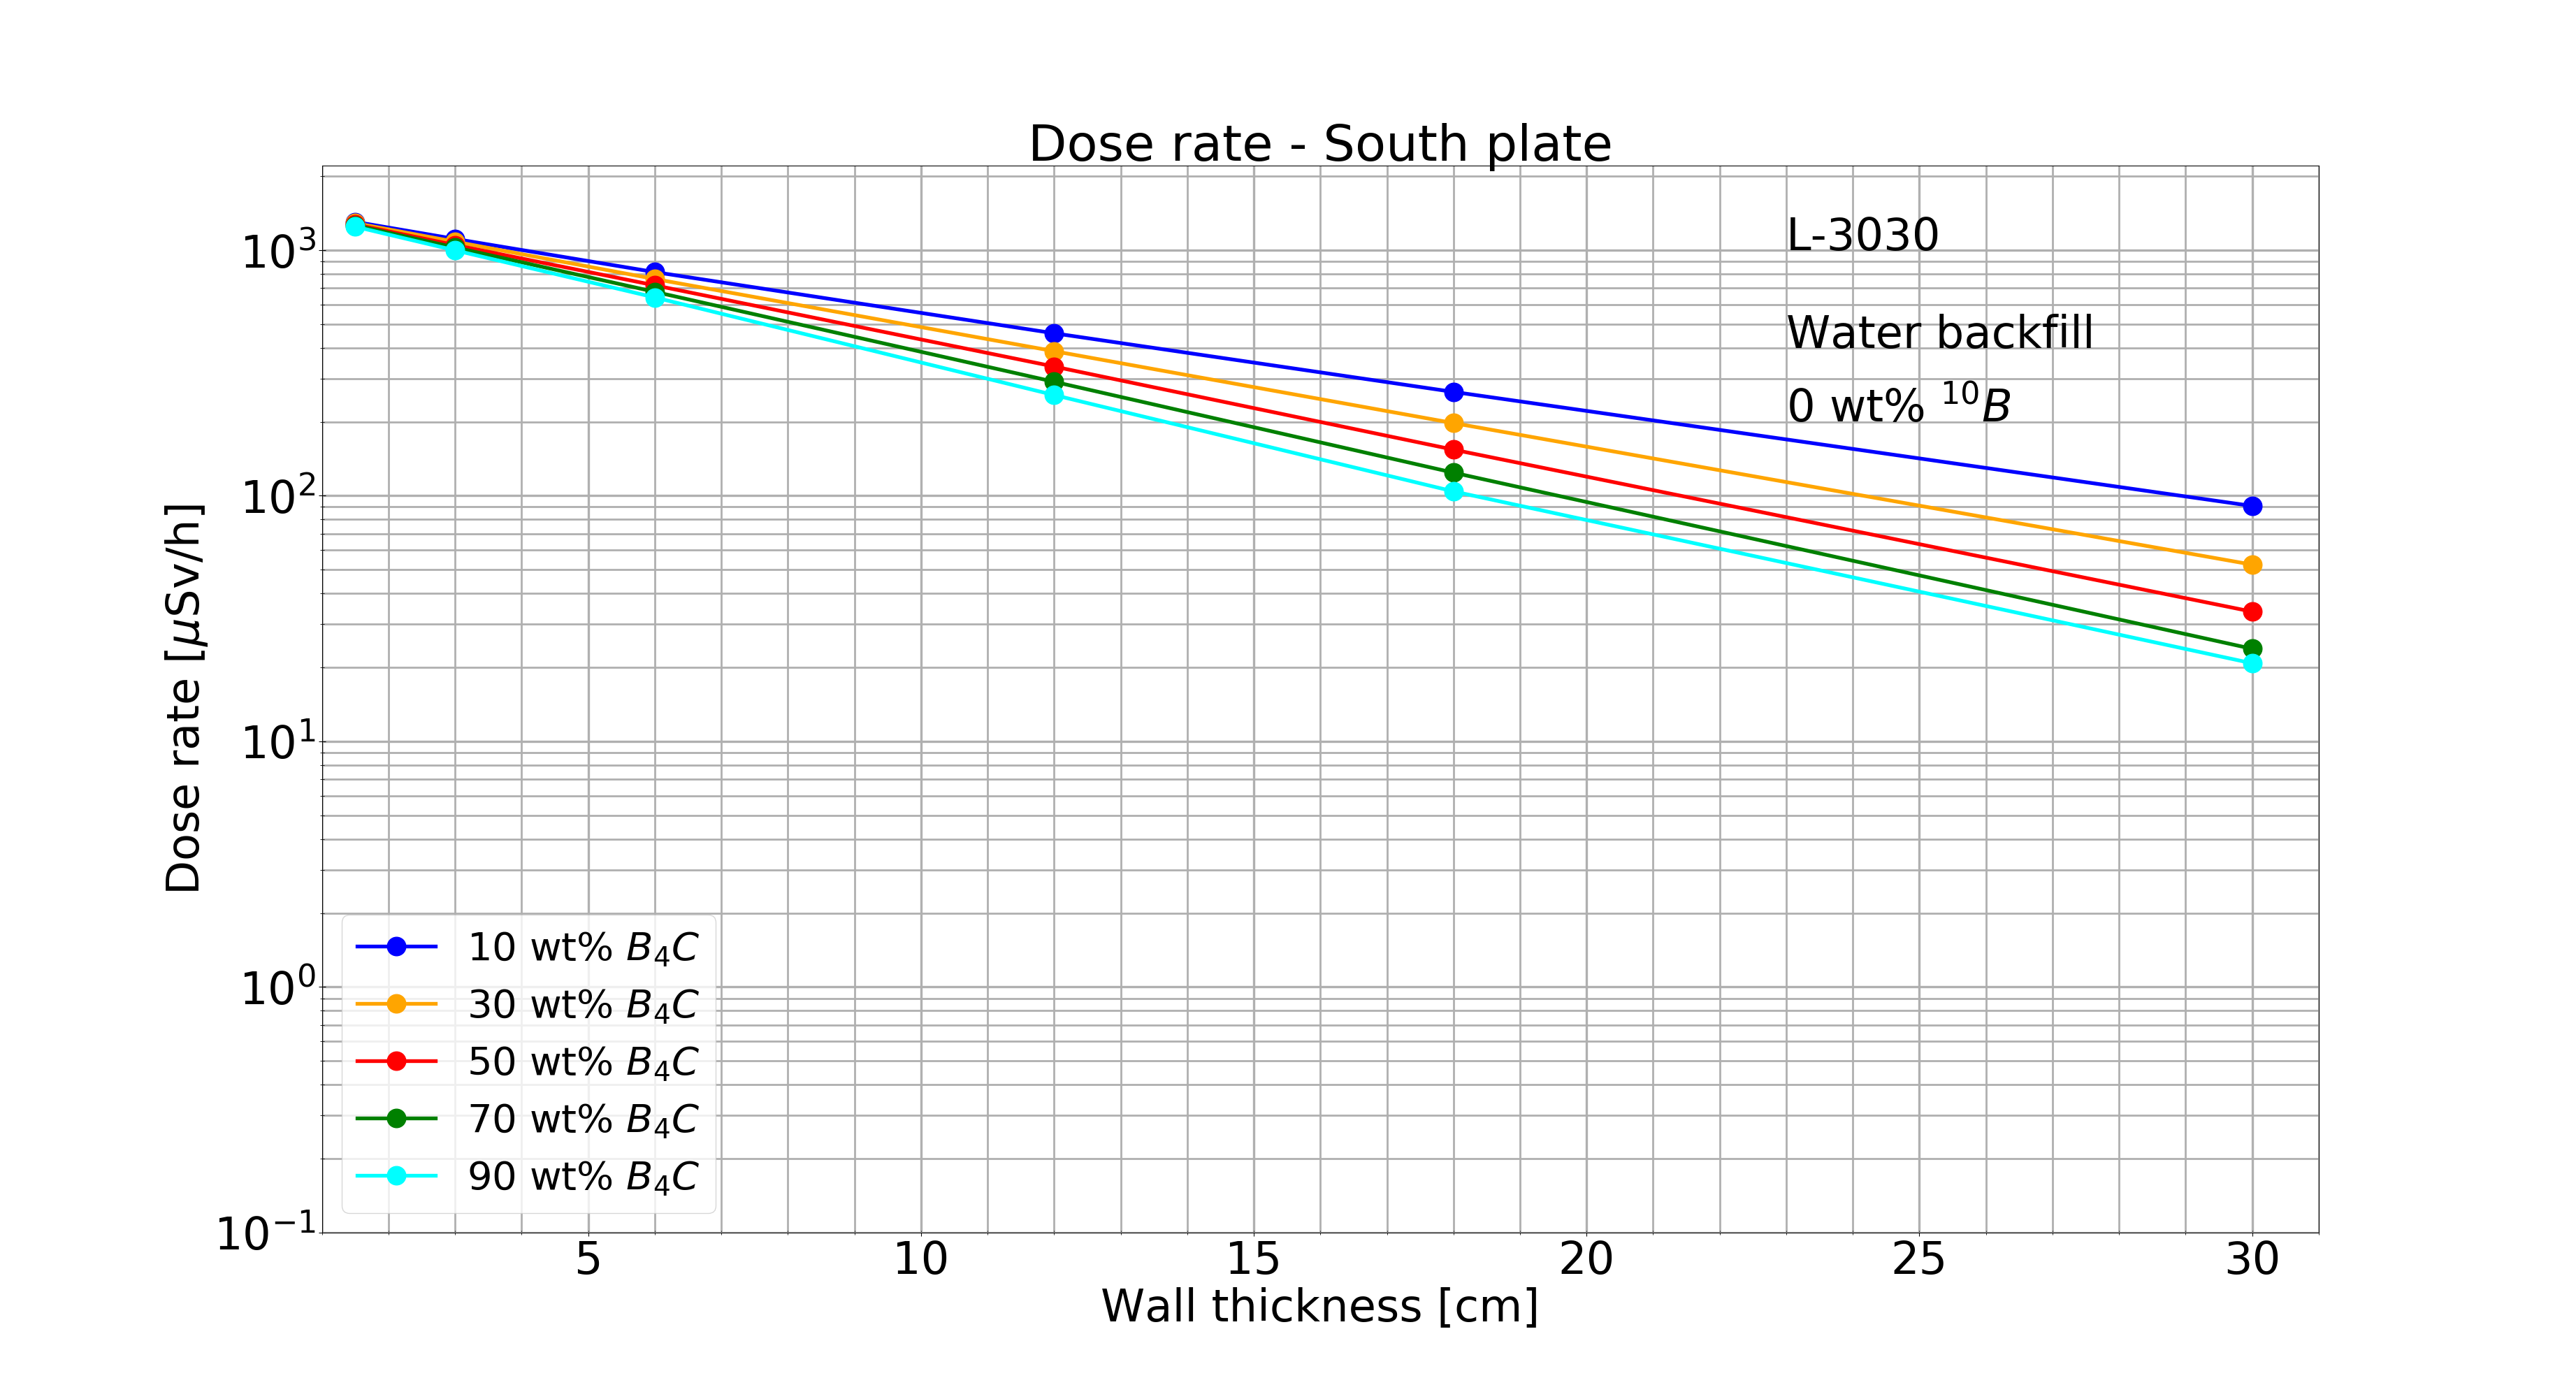 Dose rate - South plate
L-3030
Water backfill
0 wt% ¹⁰B
Dose rate [μSv/h]
10³
10²
10¹
10⁰
10⁻¹
10 wt% B₄C
30 wt% B₄C
50 wt% B₄C
70 wt% B₄C
90 wt% B₄C
5 10 15 20 25 30
Wall thickness [cm]